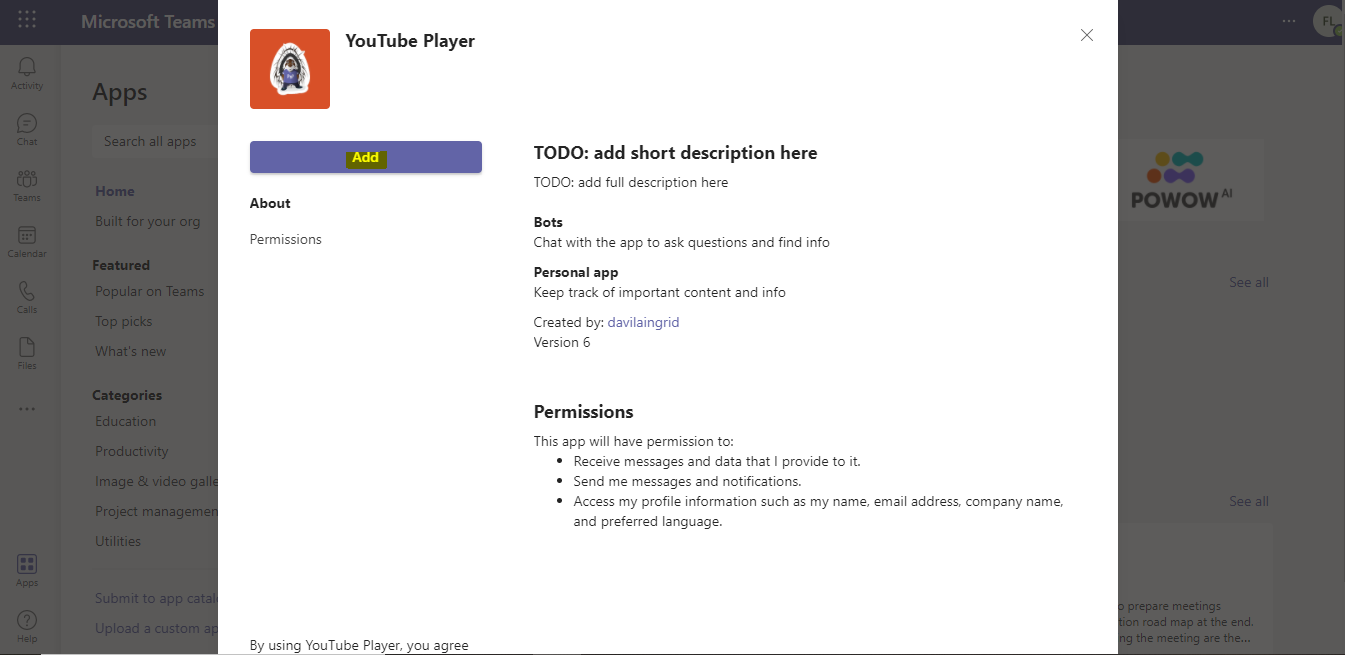 Microsoft Teams
FL
Activity
Chat
Teams
Calendar
Calls
Files
Apps
Help
Apps
Search all apps
Home
Built for your org
Featured
Popular on Teams
Top picks
What's new
Categories
Education
Productivity
Image & video galle
Project managemen
Utilities
Submit to app catal
Upload a custom ap
YouTube Player
Add
About
Permissions
TODO: add short description here
TODO: add full description here
Bots
Chat with the app to ask questions and find info
Personal app
Keep track of important content and info
Created by: davilaingrid
Version 6
Permissions
This app will have permission to:
Receive messages and data that I provide to it.
Send me messages and notifications.
Access my profile information such as my name, email address, company name,
and preferred language.
By using YouTube Player, you agree
POWOW AI
See all
See all
o prepare meetings
tion road map at the end.
ng the meeting are the...